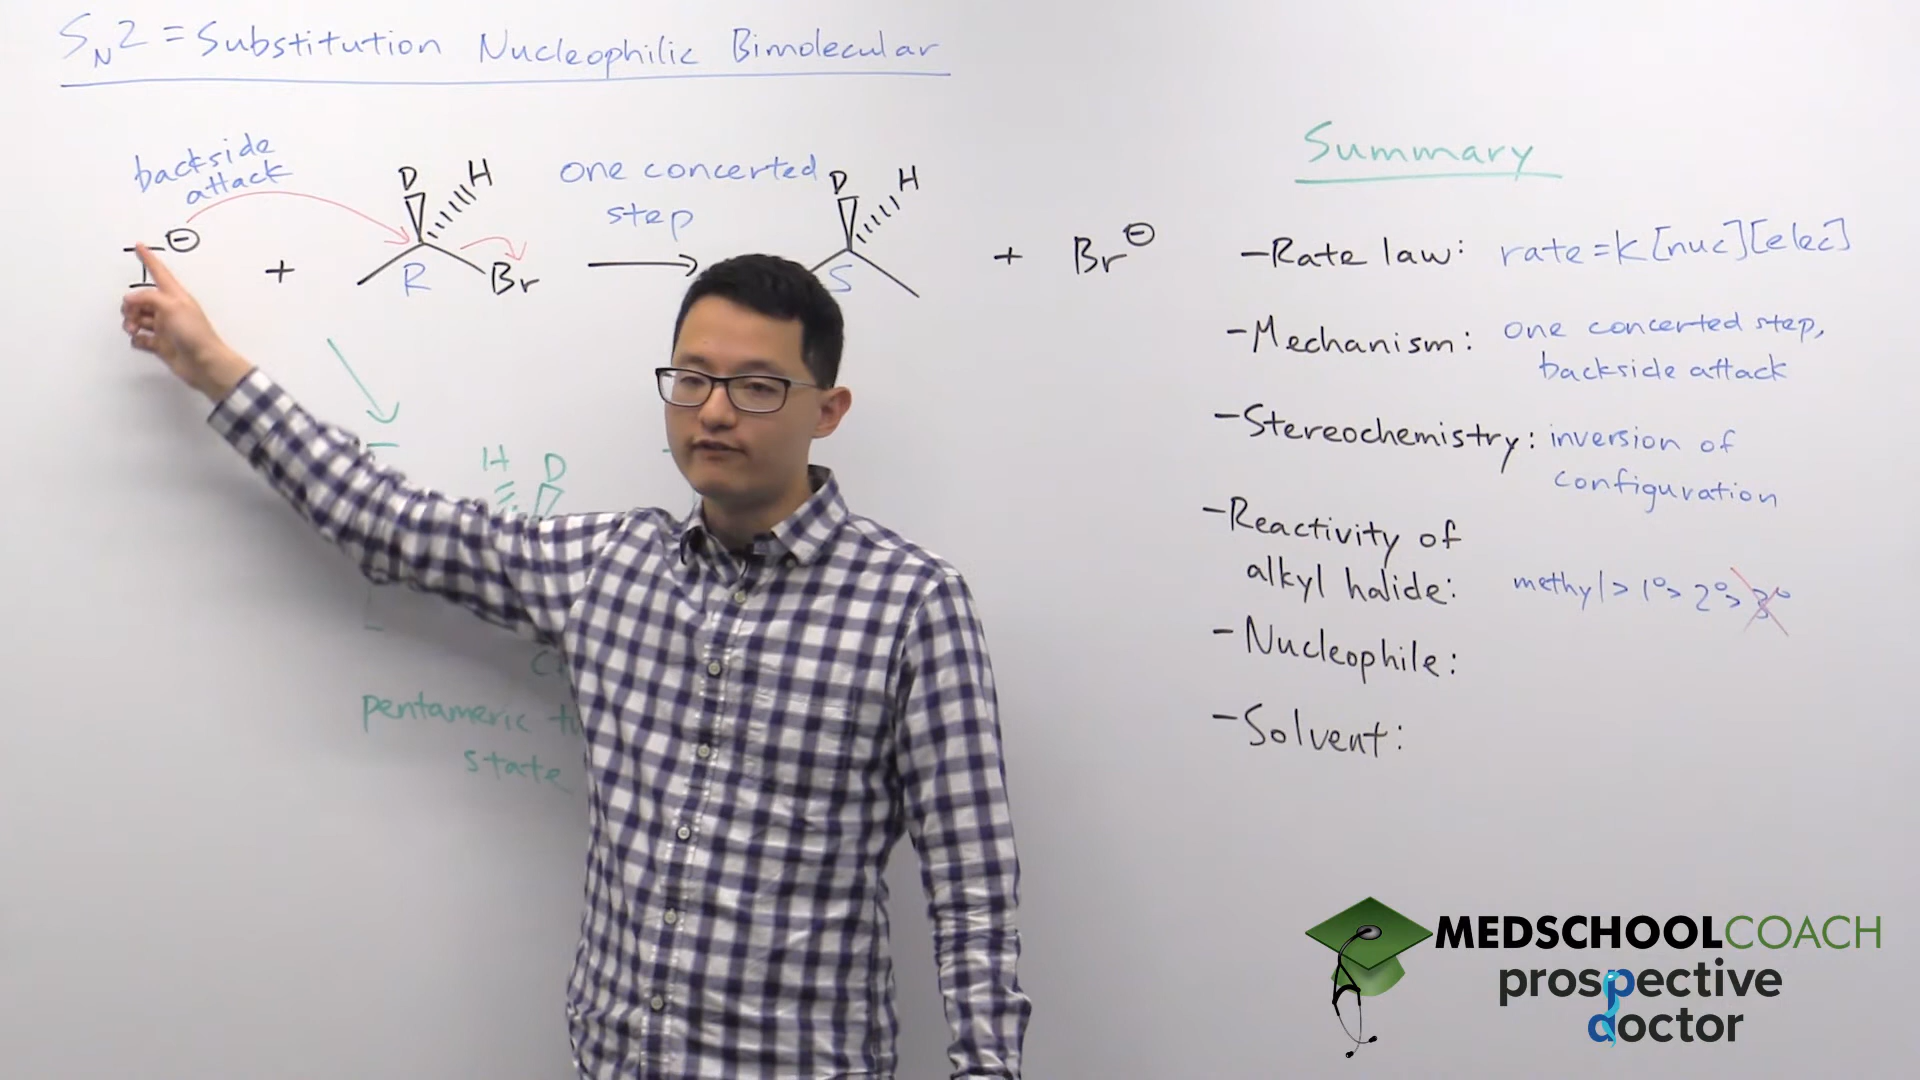 SN2 = Substitution Nucleophilic Bimolecular
backside
attack
I⊖ + D H R Br
one concerted
step
D H S + Br⊖
H D
pentameric
state
Summary
-Rate law: rate=k[nuc][elec]
-Mechanism: one concerted step,
backside attack
-Stereochemistry: inversion of
configuration
-Reactivity of
alkyl halide: methyl> 1°> 2°> 3°
-Nucleophile:
-Solvent:
MEDSCHOOLCOACH
prospective
doctor